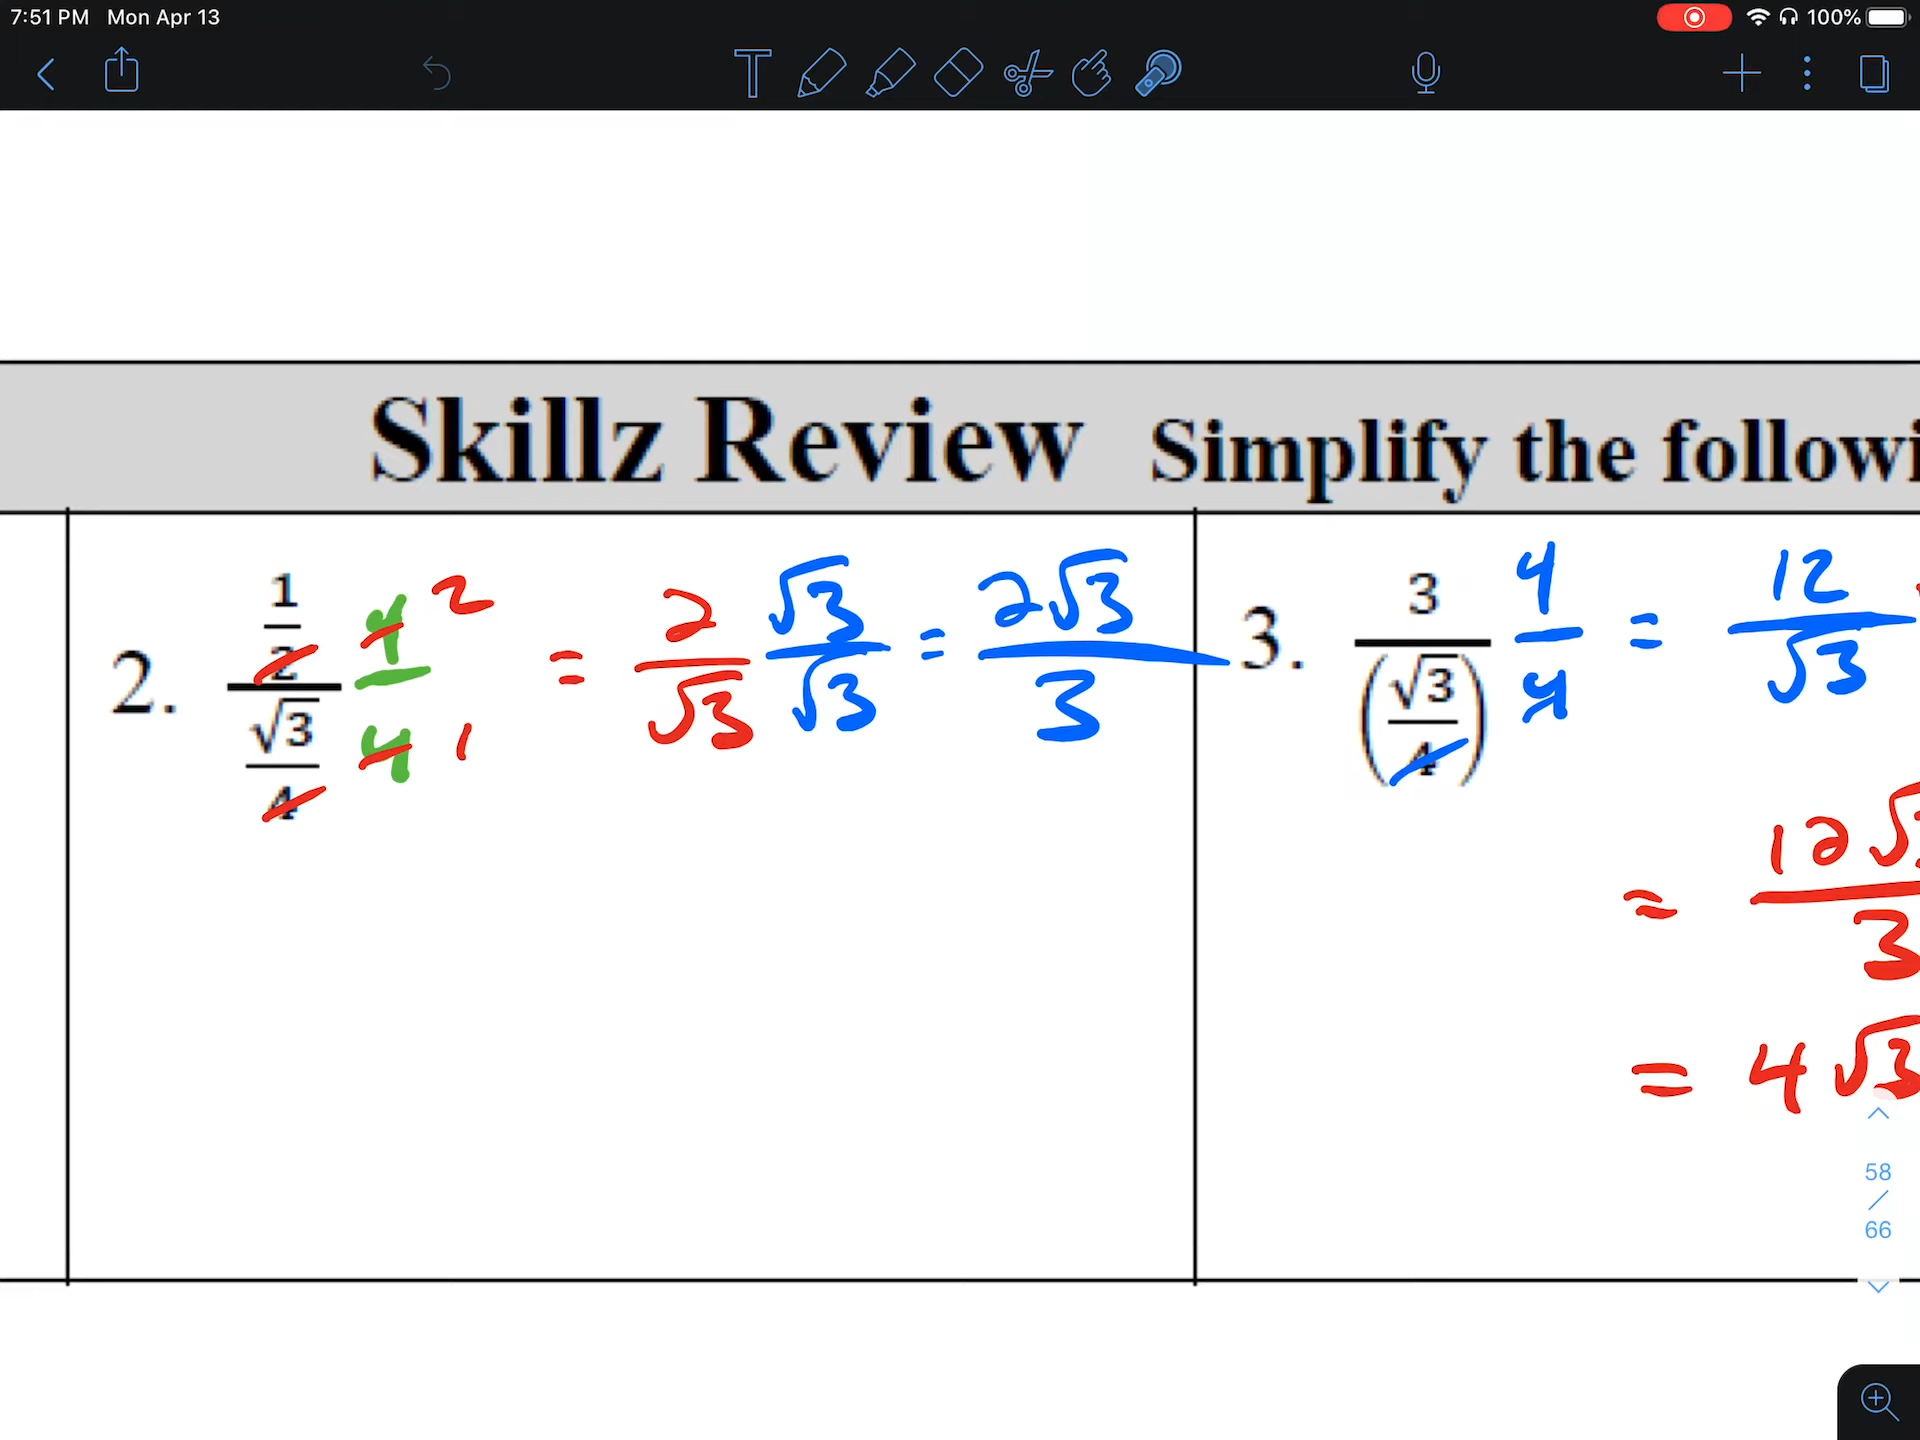 7:51 PM Mon Apr 13
100%
T
Skillz Review Simplify the followi
2. (1/2)/(√3/4) 4/4 2 1 = 2/√3 √3/√3 = 2√3/3
3. 3/(√3/4) 4/4 = 12/√3
= 12√3/3
= 4√3
58
/
66